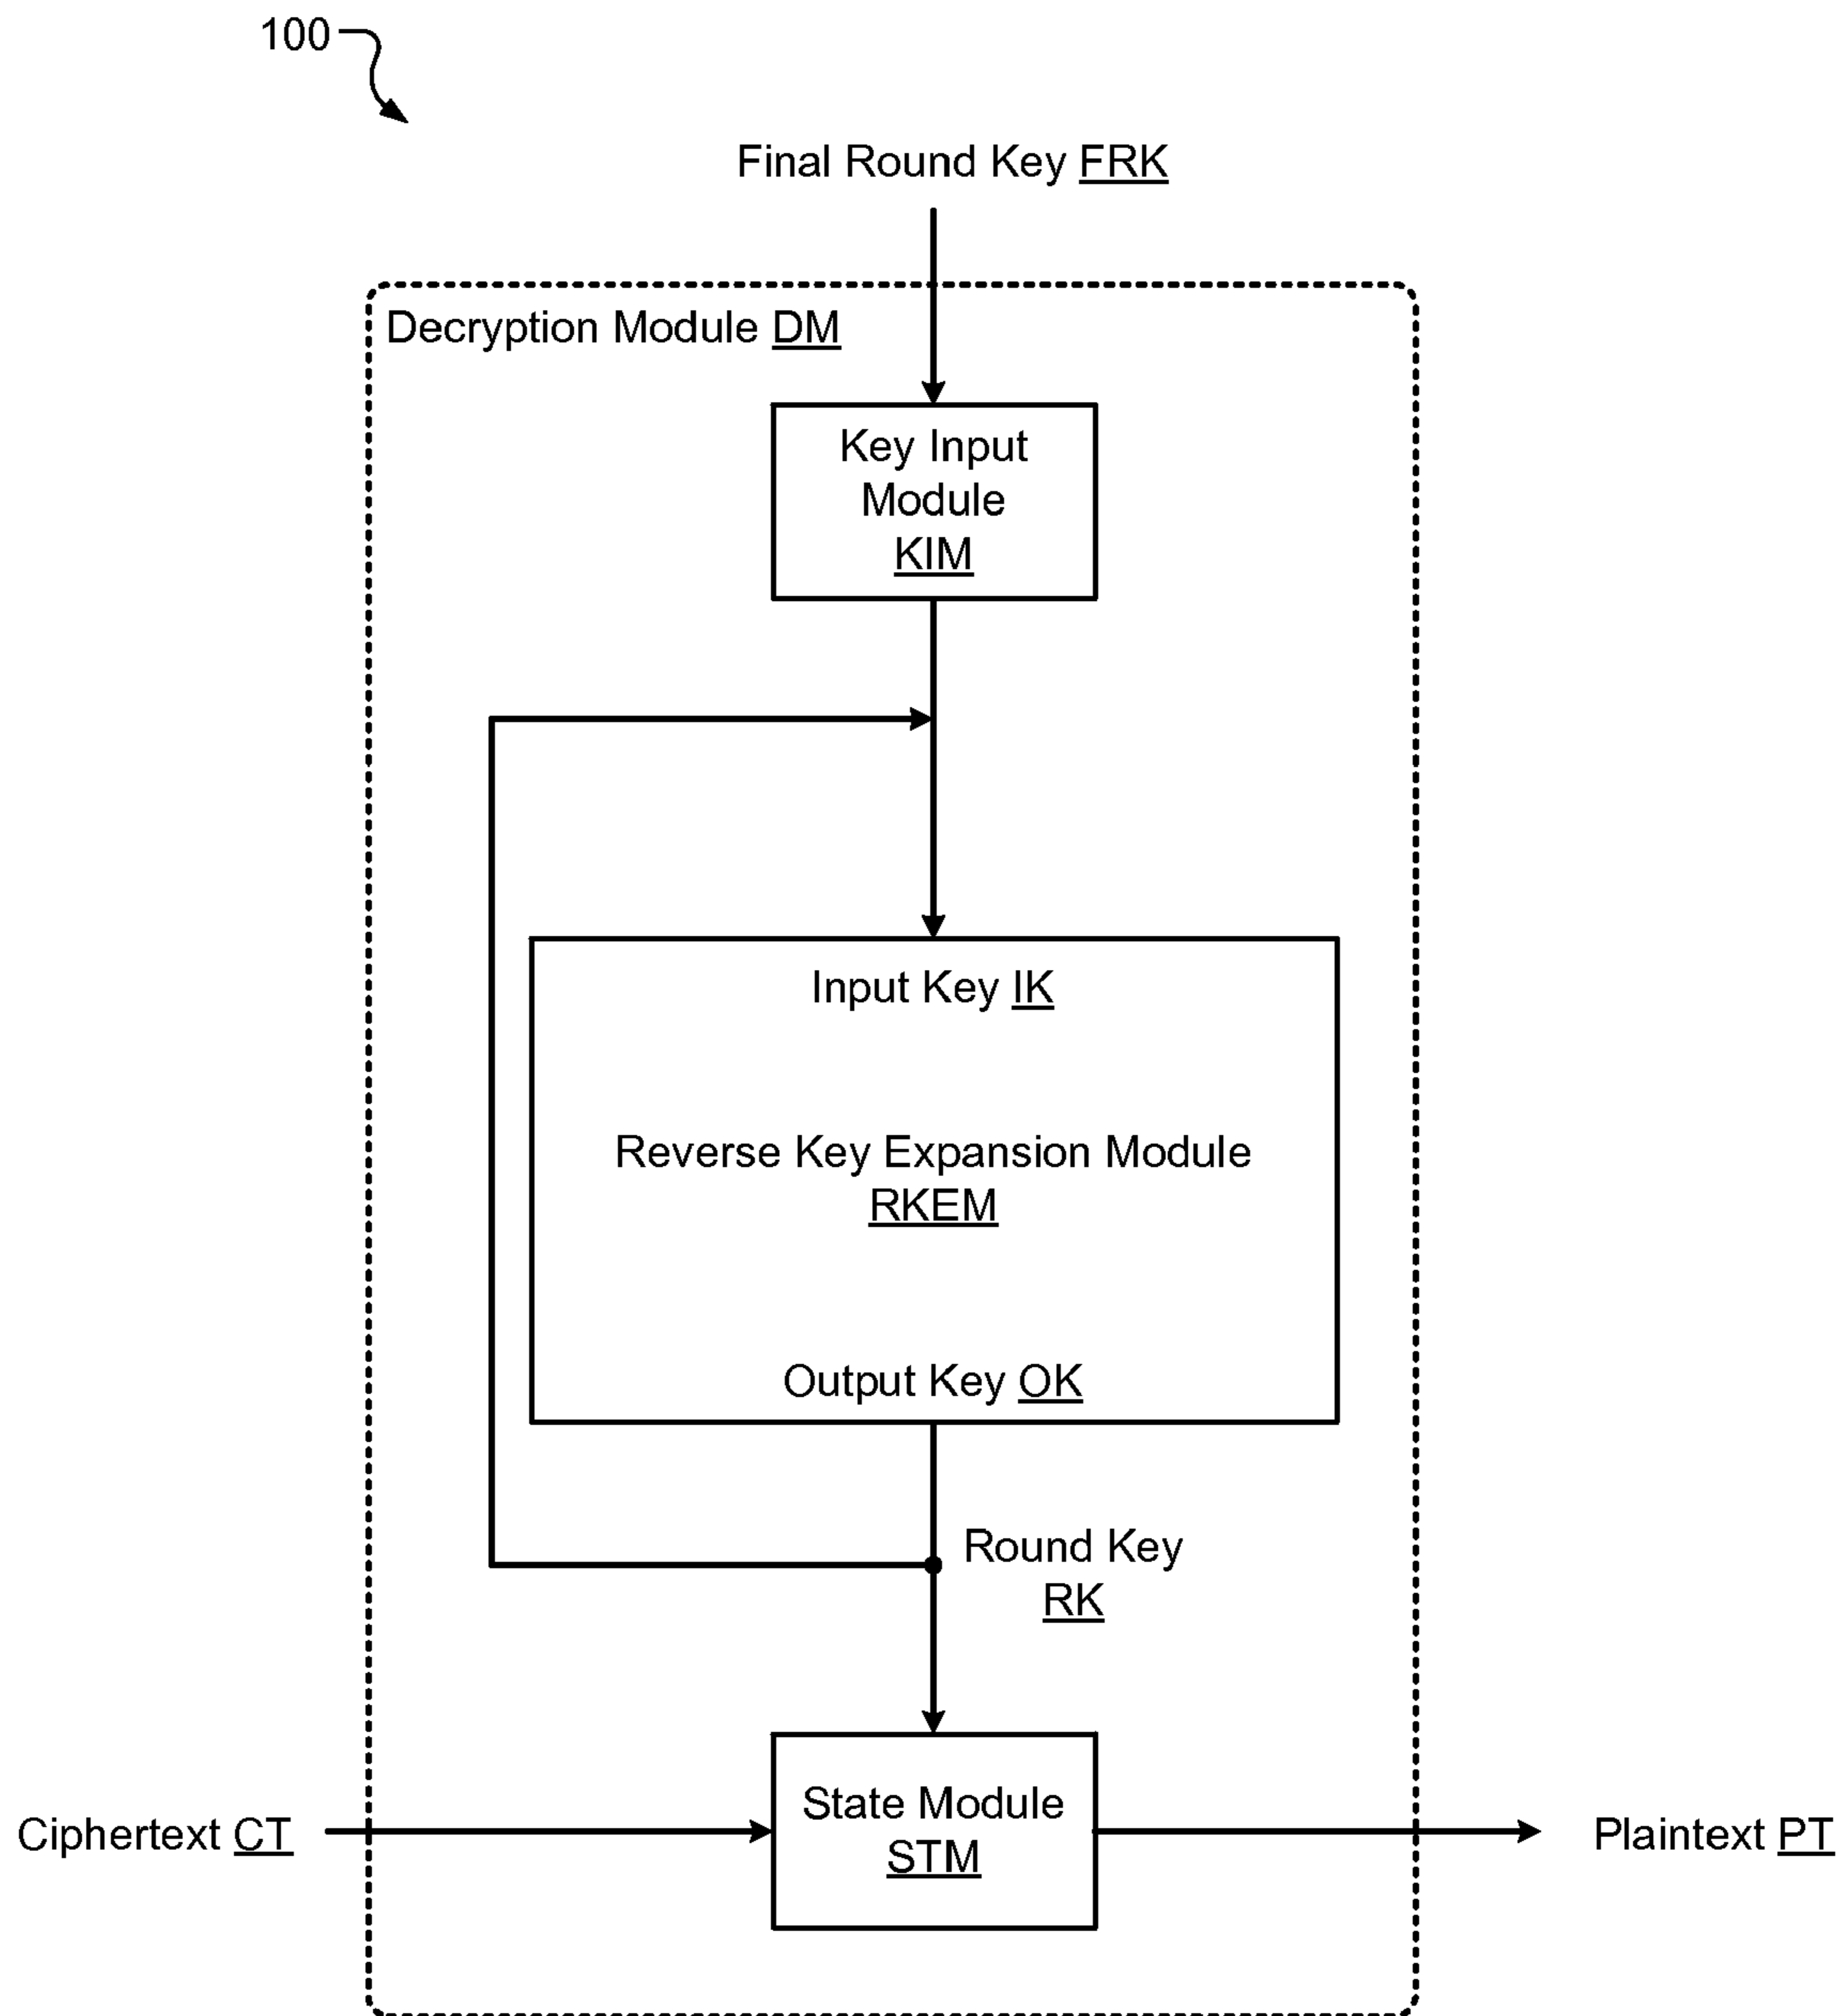 100
Final Round Key FRK
Decryption Module DM
Key Input
Module
KIM
Input Key IK
Reverse Key Expansion Module
RKEM
Output Key OK
Round Key
RK
State Module
STM
Ciphertext CT
Plaintext PT